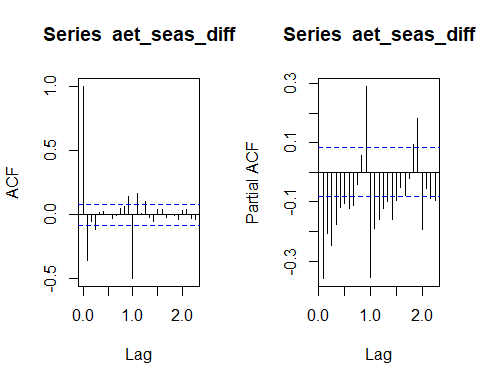 Series aet_seas_diff
ACF
1.0
0.5
0.0
-0.5
0.0
1.0
2.0
Lag
Series aet_seas_diff
Partial ACF
0.3
0.1
-0.1
-0.3
0.0
1.0
2.0
Lag